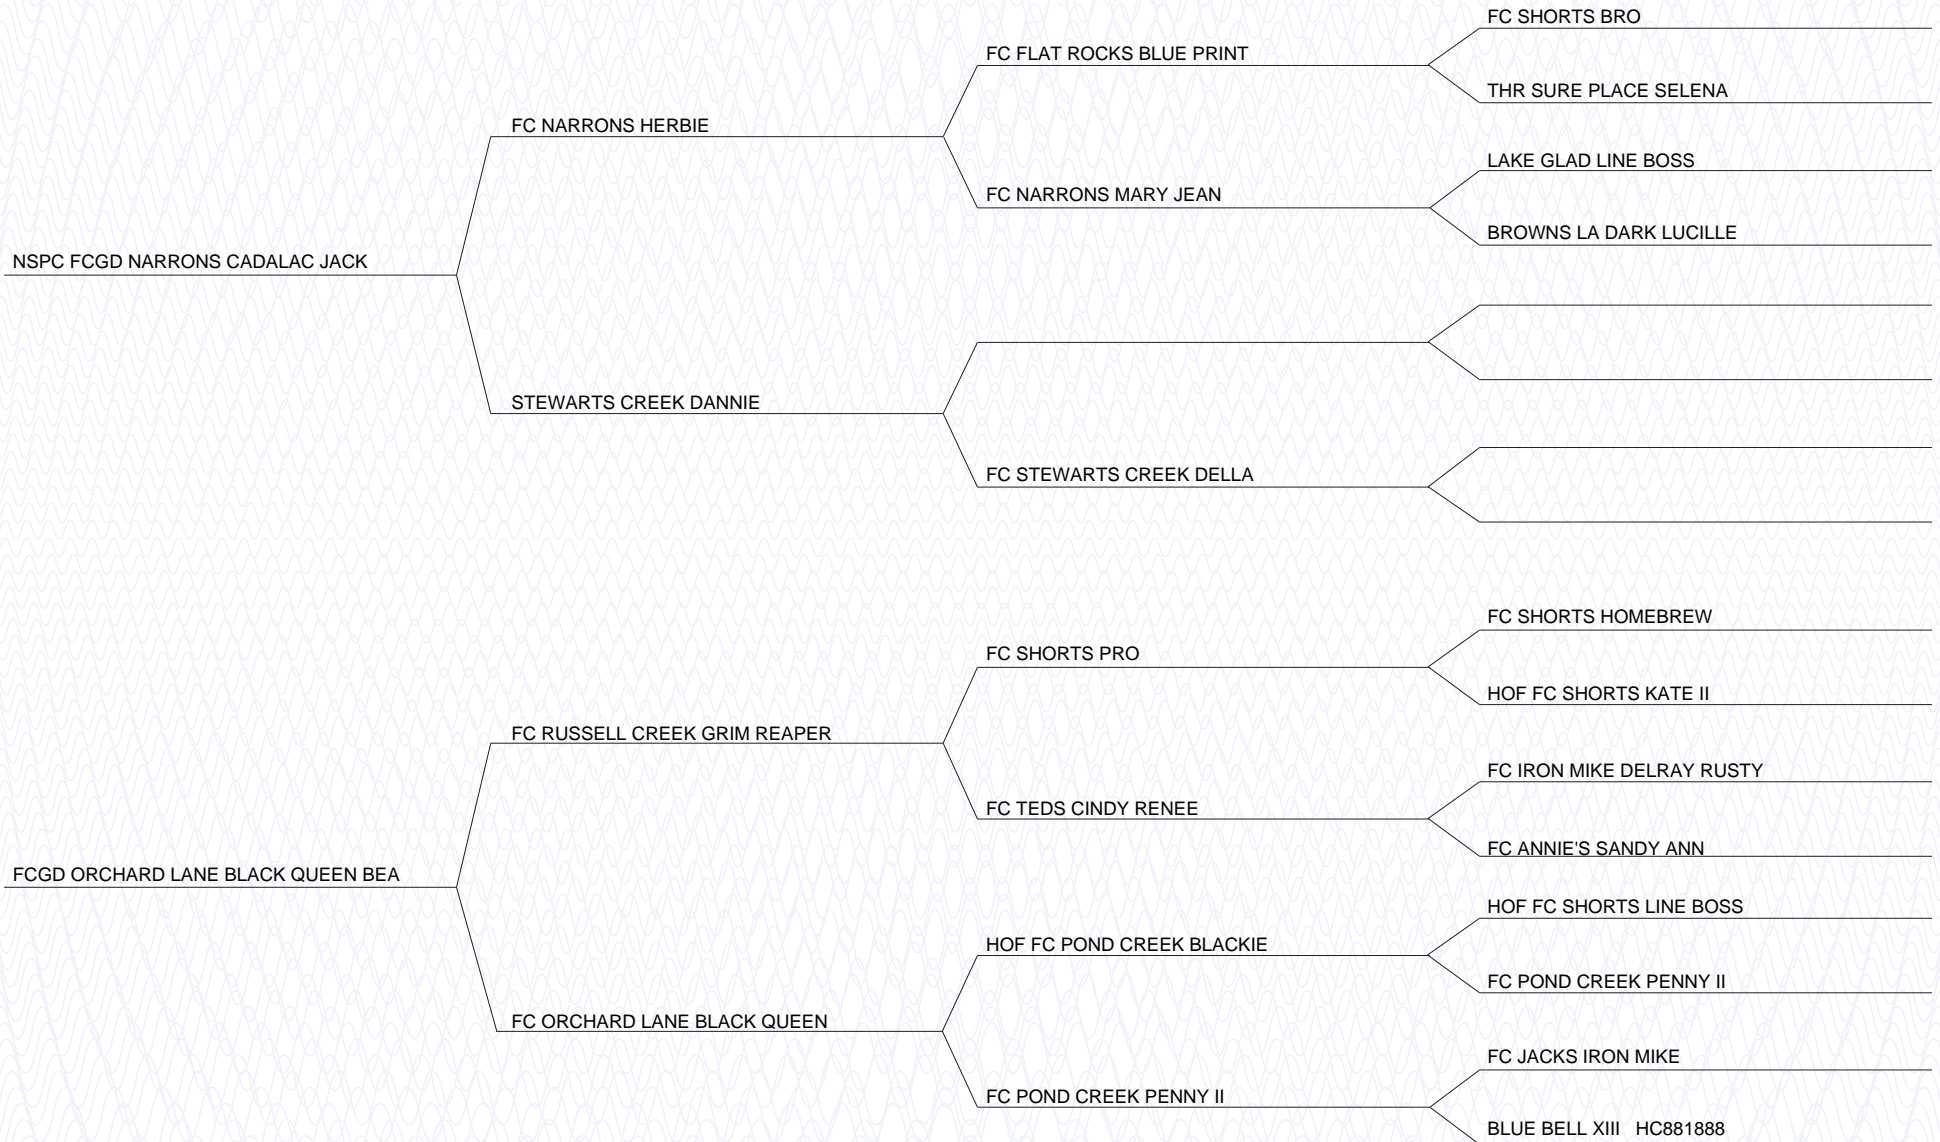 FC SHORTS BRO
FC FLAT ROCKS BLUE PRINT
THR SURE PLACE SELENA
FC NARRONS HERBIE
LAKE GLAD LINE BOSS
FC NARRONS MARY JEAN
BROWNS LA DARK LUCILLE
NSPC FCGD NARRONS CADALAC JACK
STEWARTS CREEK DANNIE
FC STEWARTS CREEK DELLA
FC SHORTS HOMEBREW
FC SHORTS PRO
HOF FC SHORTS KATE II
FC RUSSELL CREEK GRIM REAPER
FC IRON MIKE DELRAY RUSTY
FC TEDS CINDY RENEE
FC ANNIE'S SANDY ANN
FCGD ORCHARD LANE BLACK QUEEN BEA
HOF FC SHORTS LINE BOSS
HOF FC POND CREEK BLACKIE
FC POND CREEK PENNY II
FC ORCHARD LANE BLACK QUEEN
FC JACKS IRON MIKE
FC POND CREEK PENNY II
BLUE BELL XIII HC881888